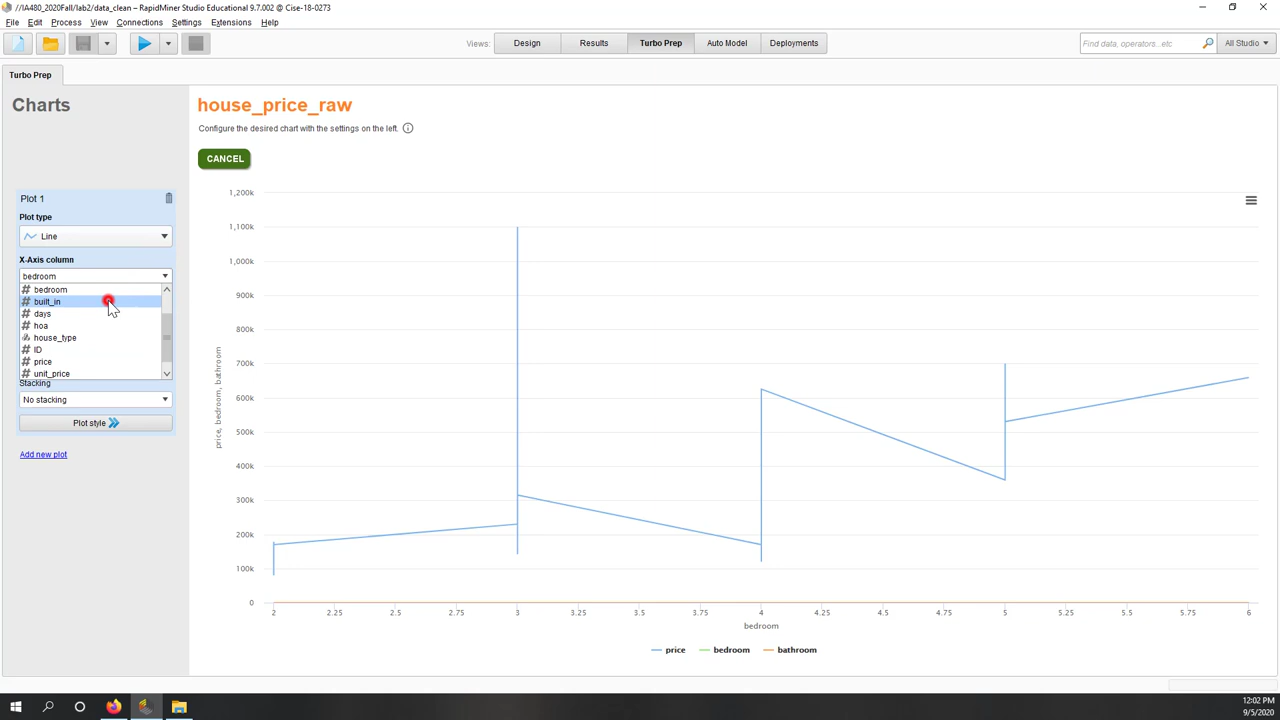 //IA480_2020Fall/lab2/data_clean – RapidMiner Studio Educational 9.7.002 @ Cise-18-0273
File Edit Process View Connections Settings Extensions Help
Views: Design Results Turbo Prep Auto Model Deployments Find data, operators...etc All Studio
Turbo Prep
Charts
house_price_raw
Configure the desired chart with the settings on the left.
CANCEL
Plot 1
Plot type
Line
X-Axis column
bedroom
bedroom
built_in
days
hoa
house_type
ID
price
unit_price
Stacking
No stacking
Plot style
Add new plot
price, bedroom, bathroom
1,200k
1,100k
1,000k
900k
800k
700k
600k
500k
400k
300k
200k
100k
0
2 2.25 2.5 2.75 3 3.25 3.5 3.75 4 4.25 4.5 4.75 5 5.25 5.5 5.75 6
bedroom
price bedroom bathroom
12:02 PM
9/5/2020